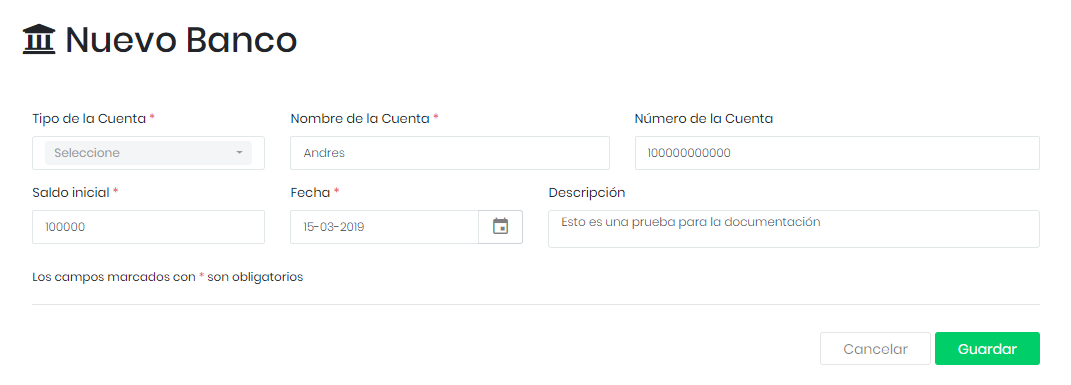 Nuevo Banco
Tipo de la Cuenta * Nombre de la Cuenta * Número de la Cuenta
Seleccione Andres 100000000000
Saldo inicial * Fecha * Descripción
100000 15-03-2019 Esto es una prueba para la documentación
Los campos marcados con * son obligatorios
Cancelar Guardar